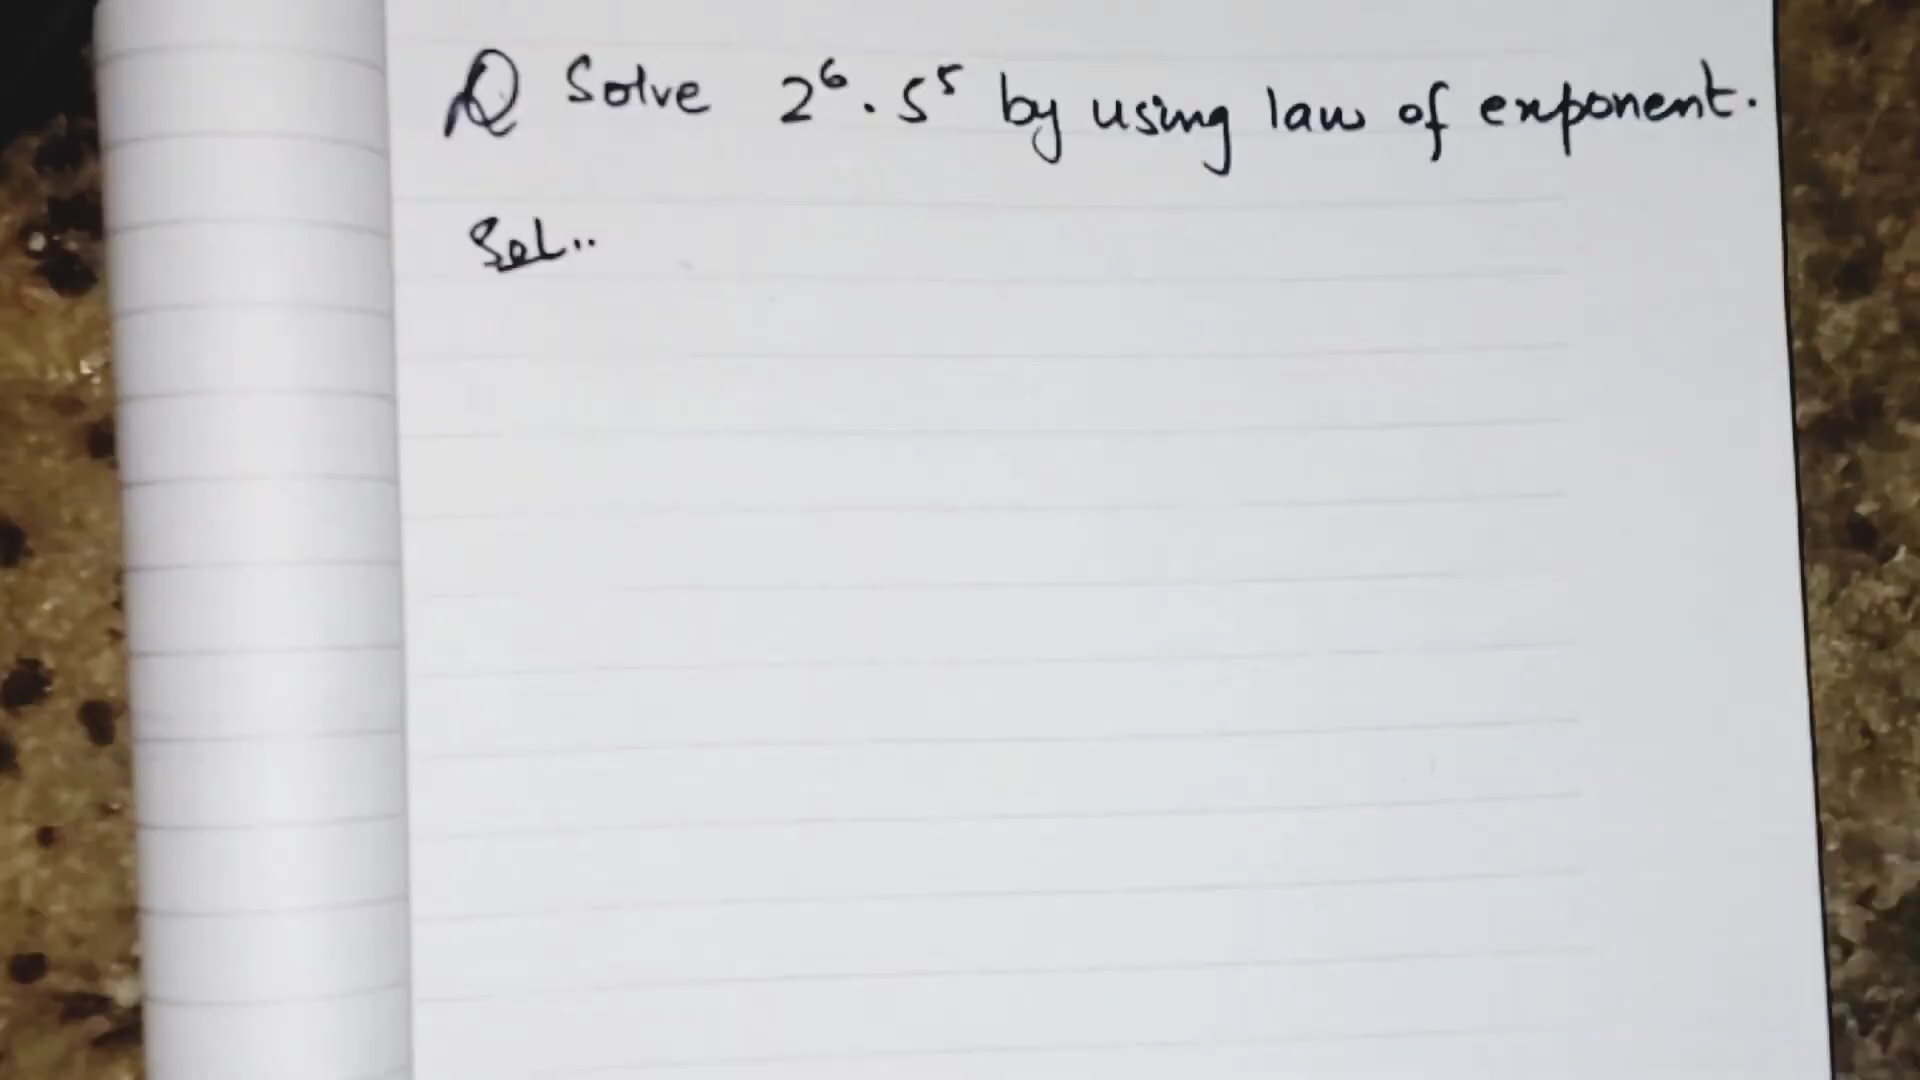 Q Solve 2⁶ · 5⁵ by using law of exponent.
Sol..